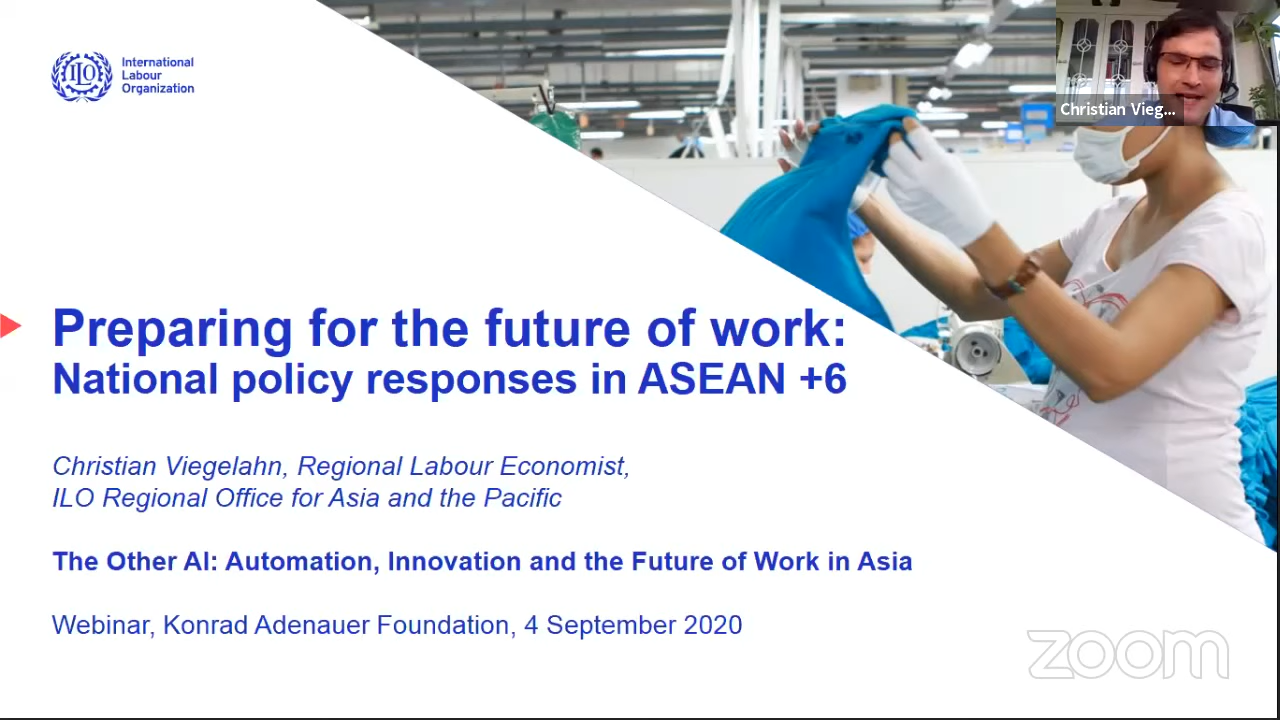 ILO
International
Labour
Organization
Christian Vieg...
Preparing for the future of work:
National policy responses in ASEAN +6
Christian Viegelahn, Regional Labour Economist,
ILO Regional Office for Asia and the Pacific
The Other AI: Automation, Innovation and the Future of Work in Asia
Webinar, Konrad Adenauer Foundation, 4 September 2020
zoom